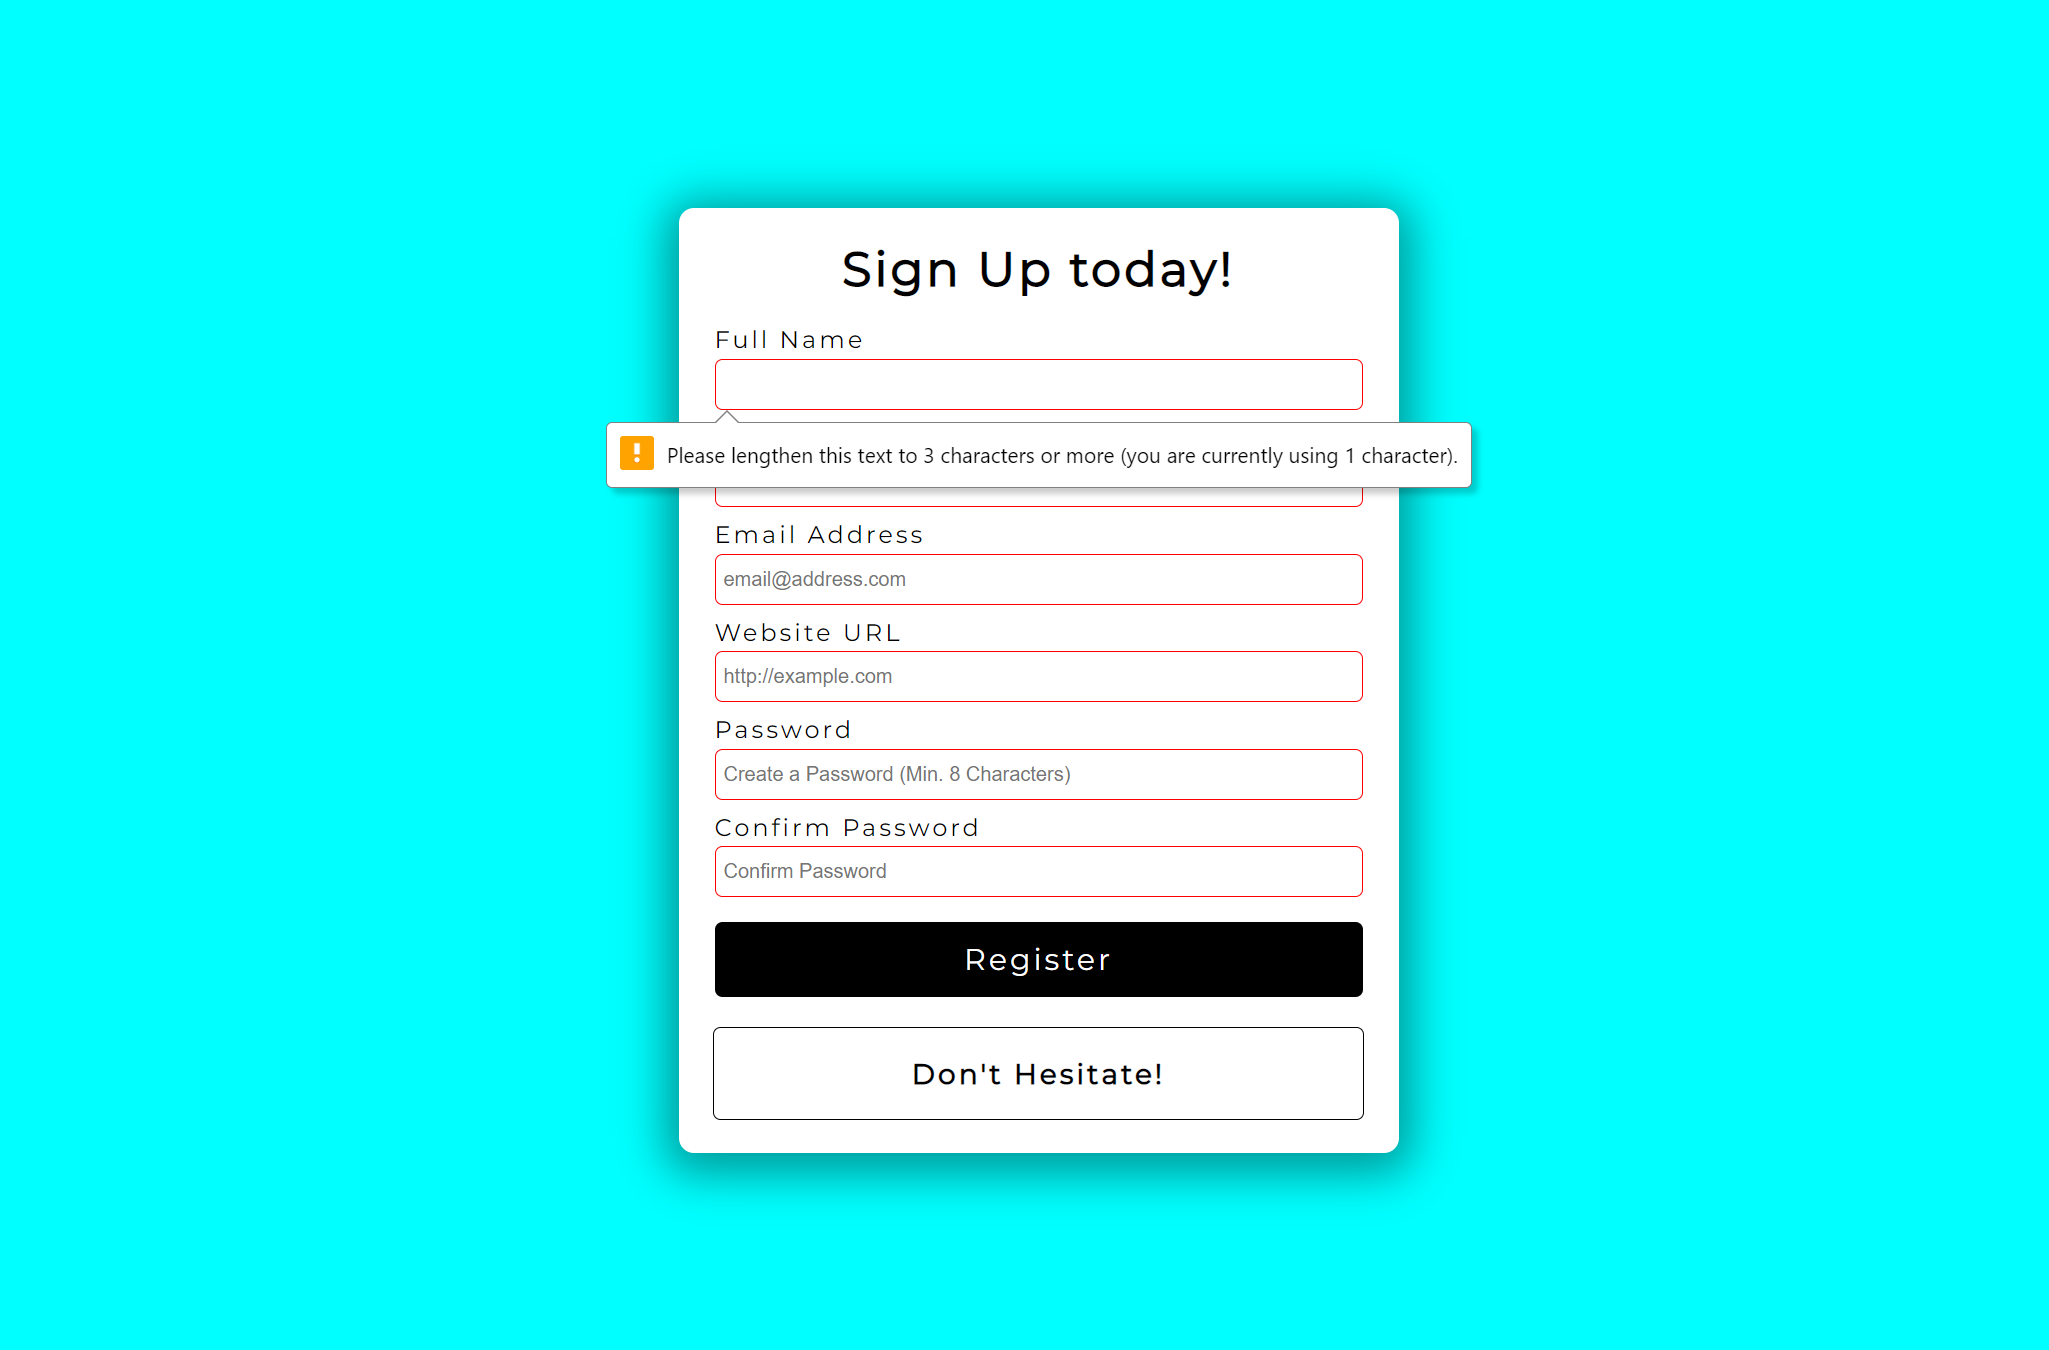 Sign Up today!
Full Name
Please lengthen this text to 3 characters or more (you are currently using 1 character).
Email Address
email@address.com
Website URL
http://example.com
Password
Create a Password (Min. 8 Characters)
Confirm Password
Confirm Password
Register
Don't Hesitate!